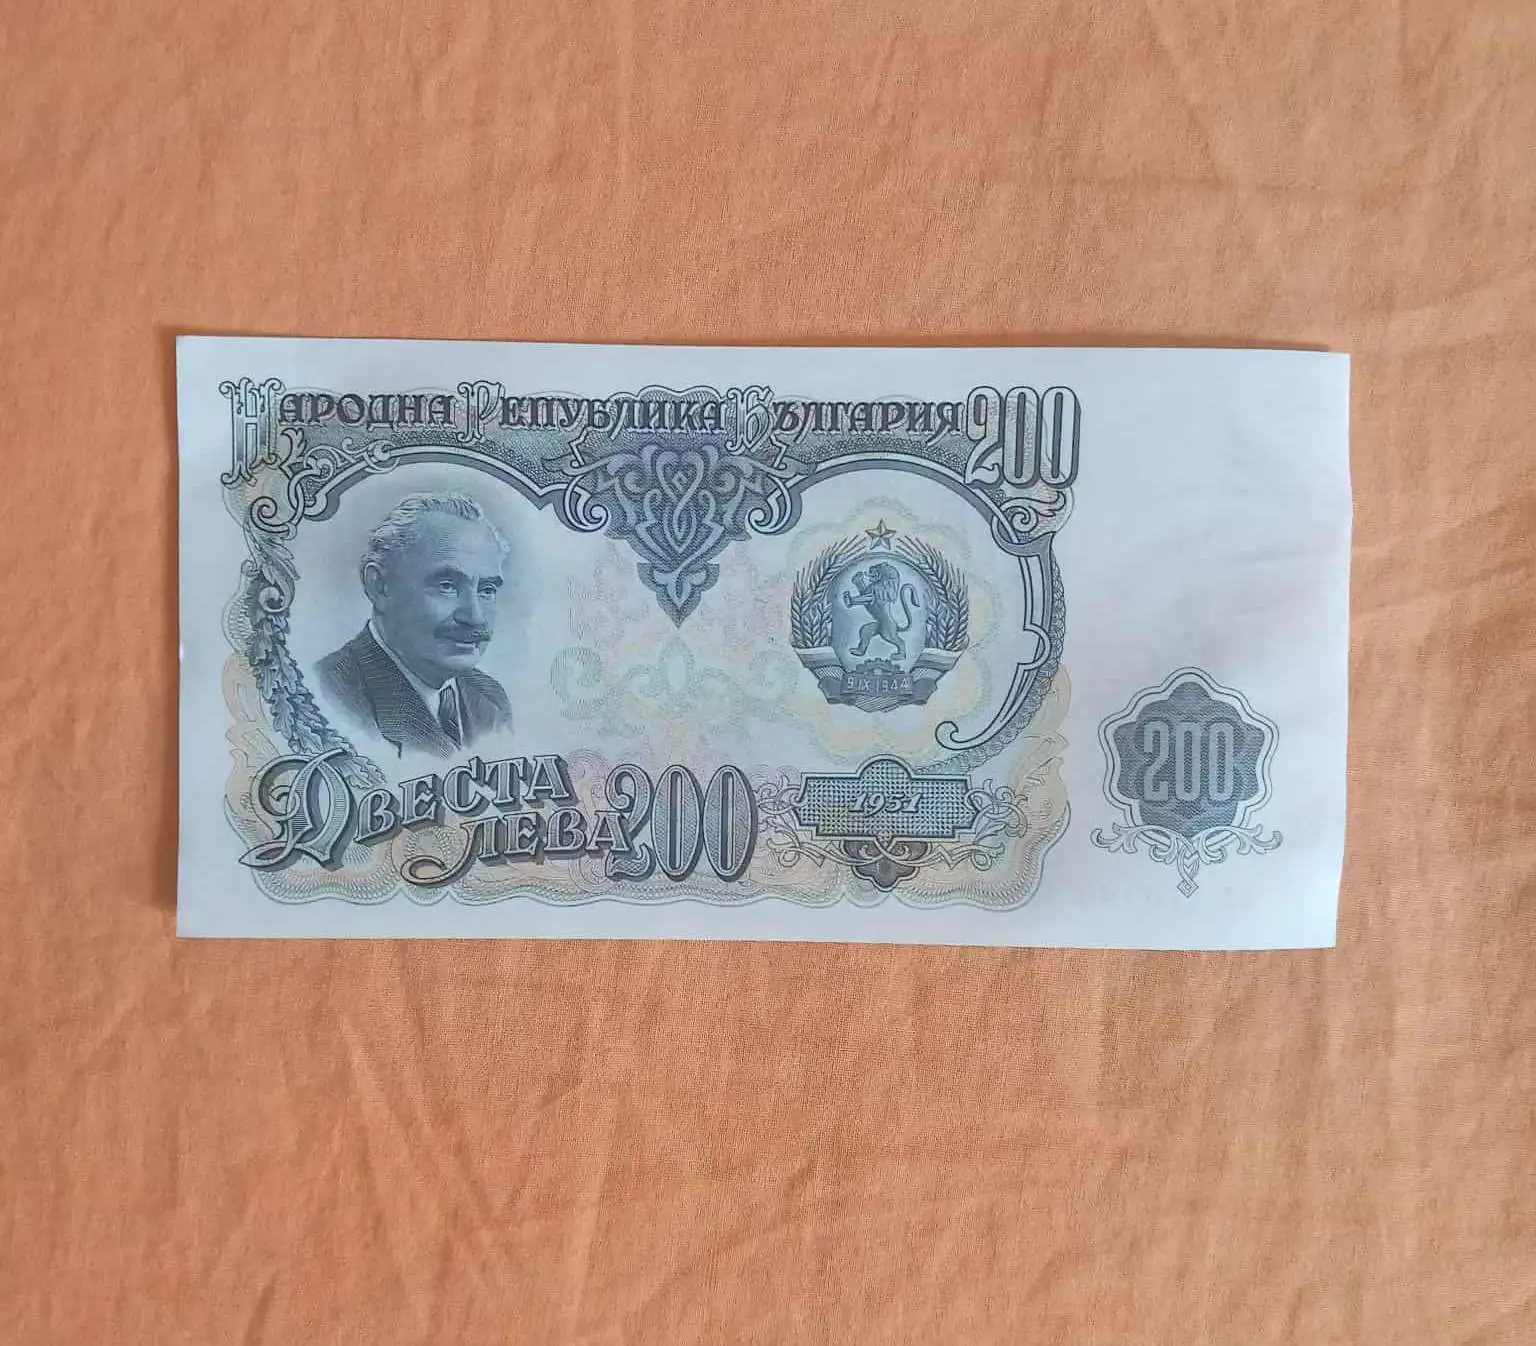 Народна Република България 200
9 IX 1944
Двеста
Лева 200
1951
200